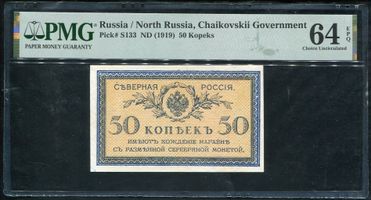 PMG
PAPER MONEY GUARANTY
Russia / North Russia, Chaikovskii Government
Pick# S133 ND (1919) 50 Kopeks
64 EPQ
Choice Uncirculated
СѢВЕРНАЯ РОССІЯ.
50 КОПѢЕКЪ 50
ИМѢЮТЪ ХОЖДЕНІЕ НАРАВНѢ
СЪ РАЗМѢННОЙ СЕРЕБРЯНОЙ МОНЕТОЙ.